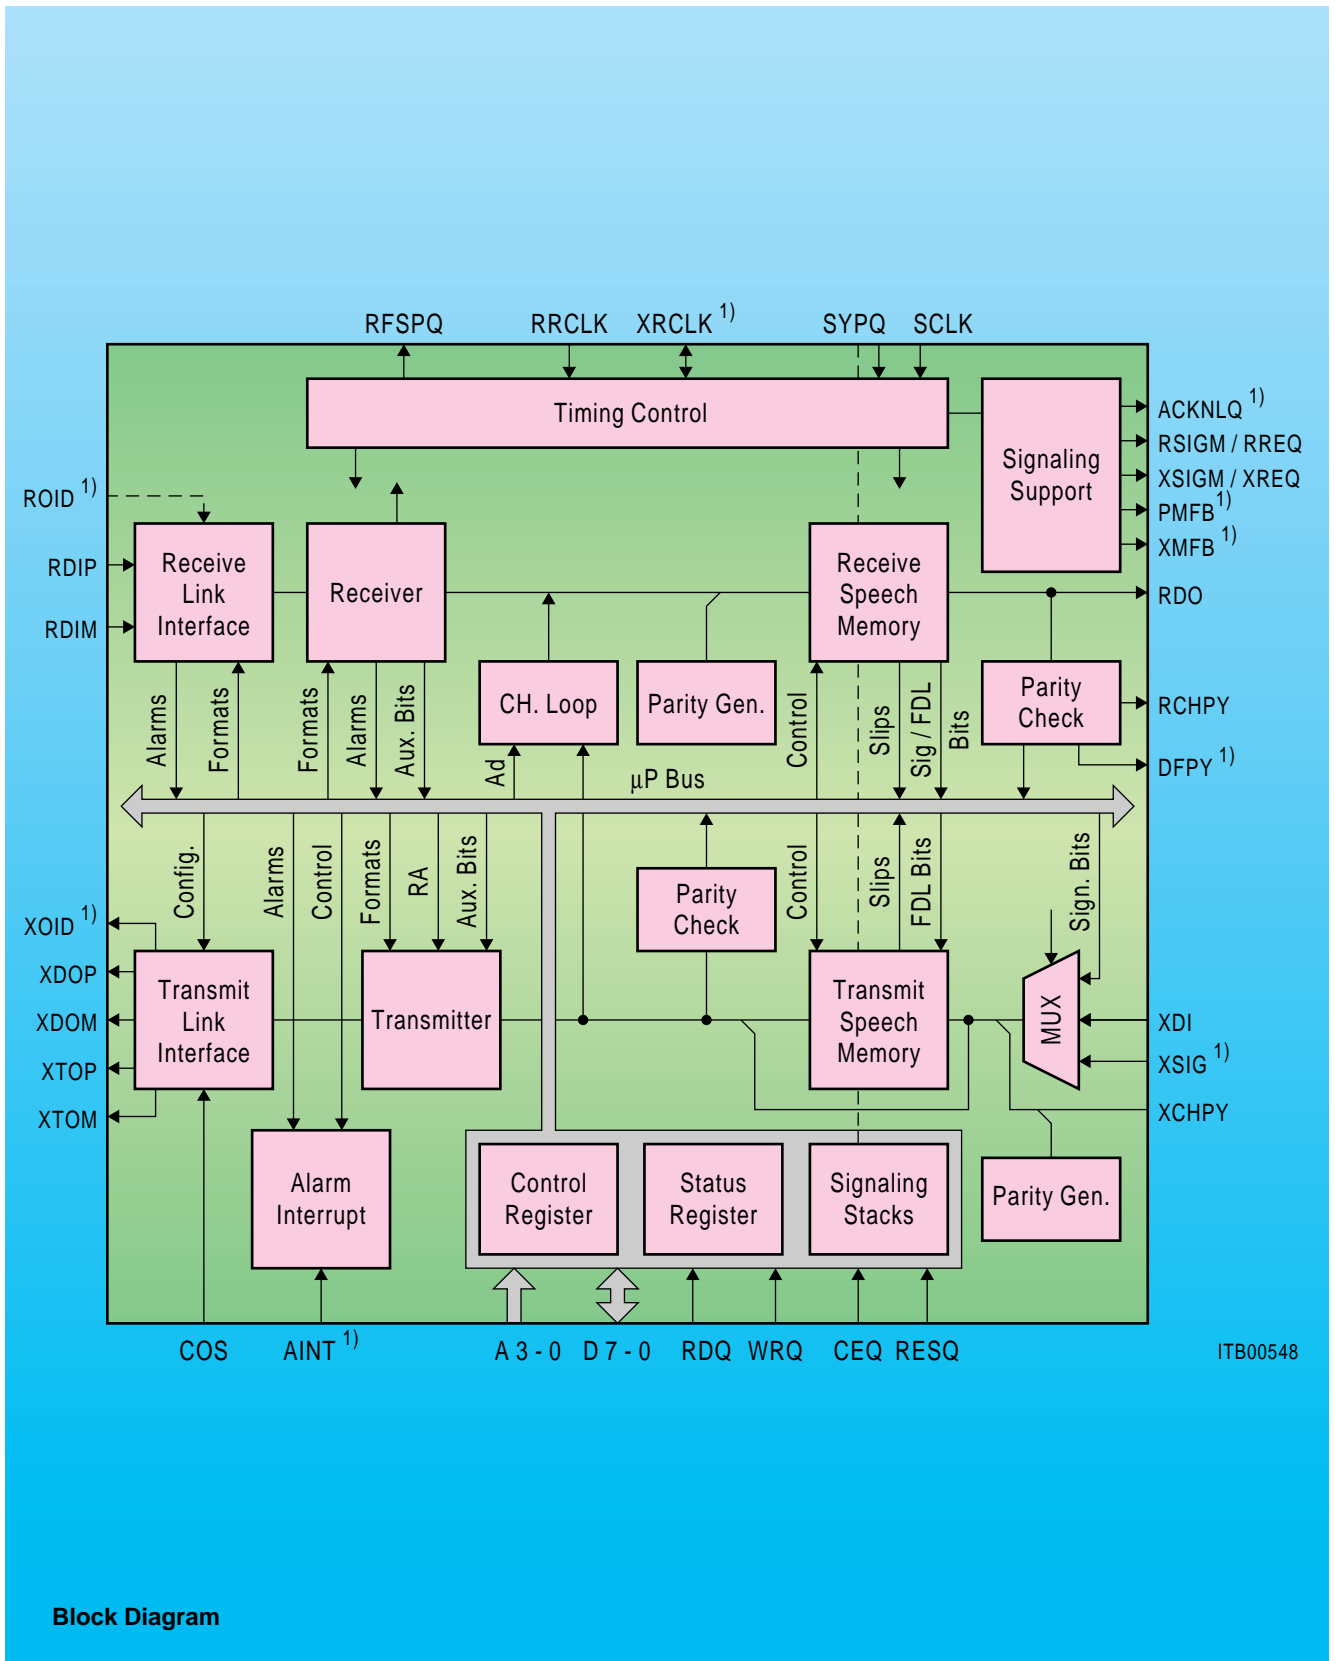 RFSPQ RRCLK XRCLK 1) SYPQ SCLK
Timing Control
Signaling
Support
ACKNLQ 1)
RSIGM / RREQ
XSIGM / XREQ
PMFB 1)
XMFB 1)
ROID 1)
RDIP
RDIM
Receive
Link
Interface
Receiver
Receive
Speech
Memory
RDO
CH. Loop
Parity Gen.
Parity
Check
RCHPY
DFPY 1)
Alarms
Formats
Formats
Alarms
Aux. Bits
Ad
Control
Slips
Sig / FDL
Bits
µP Bus
Config.
Alarms
Control
Formats
RA
Aux. Bits
Parity
Check
Control
Slips
FDL Bits
Sign. Bits
XOID 1)
XDOP
XDOM
XTOP
XTOM
Transmit
Link
Interface
Transmitter
Transmit
Speech
Memory
MUX
XDI
XSIG 1)
XCHPY
Alarm
Interrupt
Control
Register
Status
Register
Signaling
Stacks
Parity Gen.
COS AINT 1) A 3 - 0 D 7 - 0 RDQ WRQ CEQ RESQ
ITB00548
Block Diagram